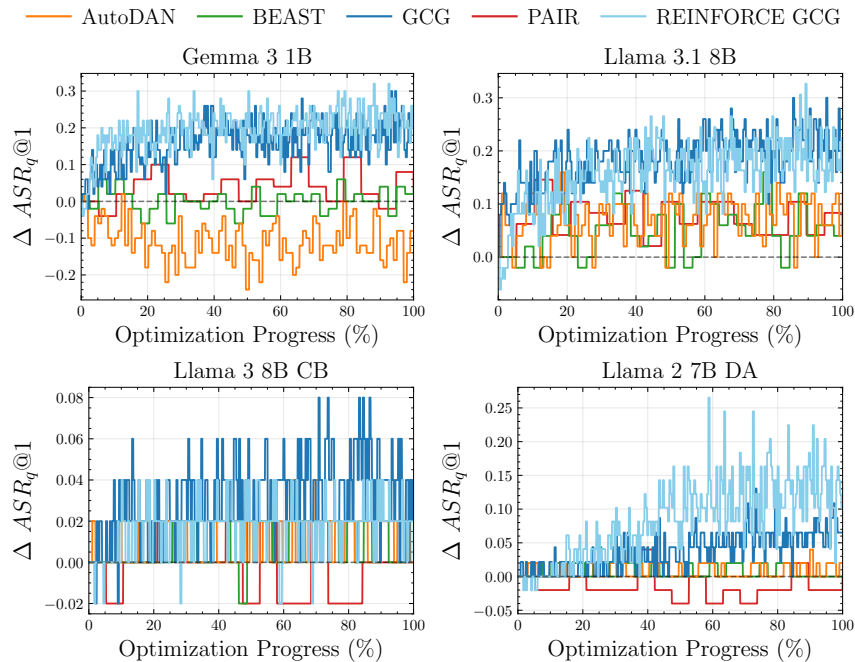 AutoDAN BEAST GCG PAIR REINFORCE GCG
Gemma 3 1B
Δ ASR_q@1
0.3
0.2
0.1
0.0
−0.1
−0.2
0 20 40 60 80 100
Optimization Progress (%)
Llama 3.1 8B
Δ ASR_q@1
0.3
0.2
0.1
0.0
0 20 40 60 80 100
Optimization Progress (%)
Llama 3 8B CB
Δ ASR_q@1
0.08
0.06
0.04
0.02
0.00
−0.02
0 20 40 60 80 100
Optimization Progress (%)
Llama 2 7B DA
Δ ASR_q@1
0.25
0.20
0.15
0.10
0.05
0.00
−0.05
0 20 40 60 80 100
Optimization Progress (%)